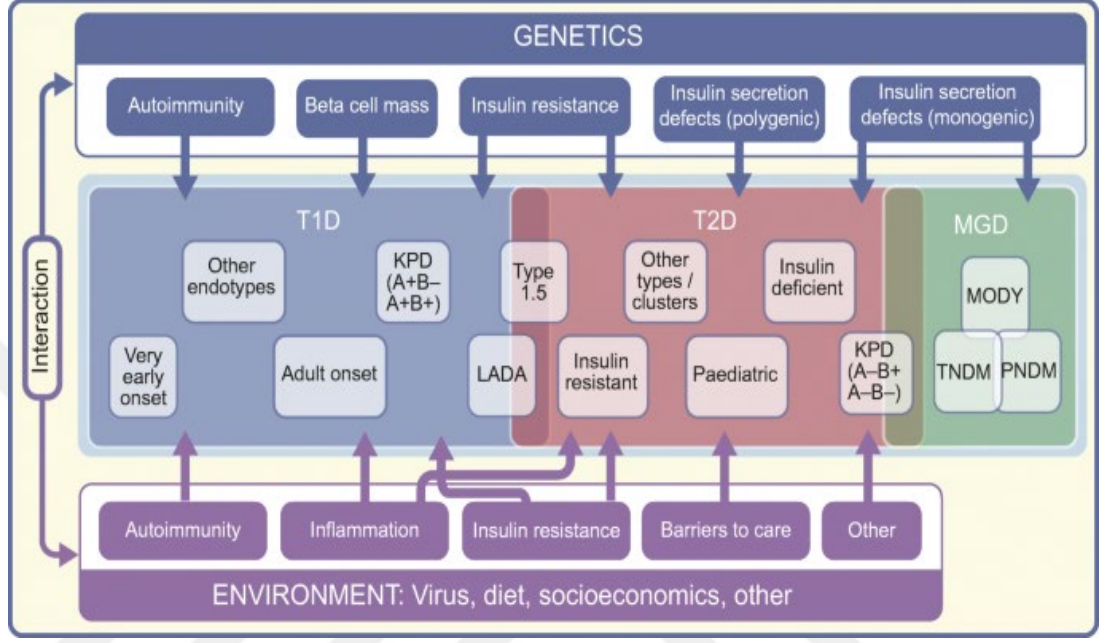 GENETICS
Autoimmunity
Beta cell mass
Insulin resistance
Insulin secretion
defects (polygenic)
Insulin secretion
defects (monogenic)
Interaction
T1D
T2D
MGD
Other
endotypes
KPD
(A+B–
A+B+)
Type
1.5
Other
types /
clusters
Insulin
deficient
MODY
Very
early
onset
Adult onset
LADA
Insulin
resistant
Paediatric
KPD
(A–B+
A–B–)
TNDM
PNDM
Autoimmunity
Inflammation
Insulin resistance
Barriers to care
Other
ENVIRONMENT: Virus, diet, socioeconomics, other